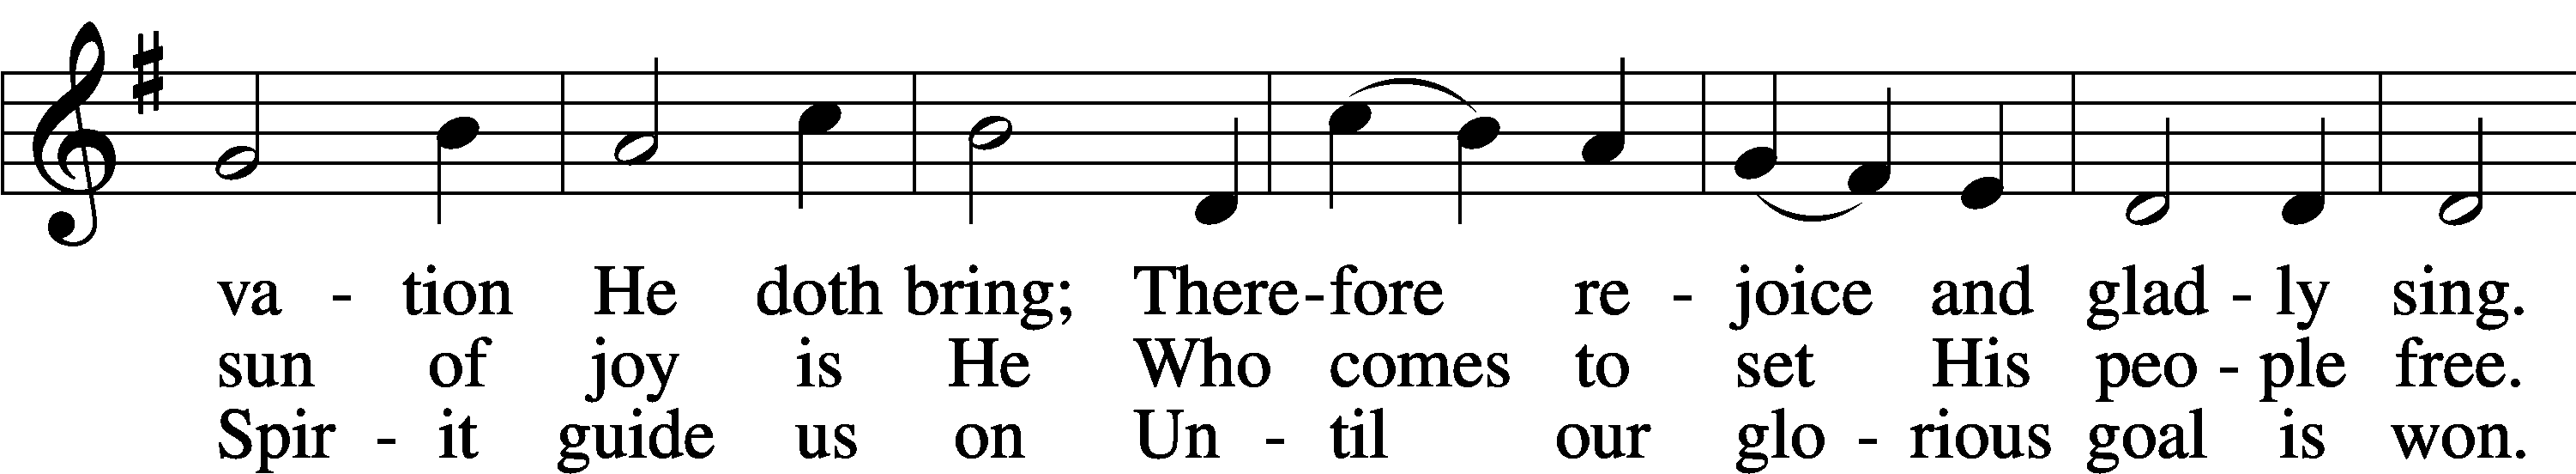 va - tion He doth bring; There-fore re - joice and glad - ly sing.
sun of joy is He Who comes to set His peo - ple free.
Spir - it guide us on Un - til our glo - rious goal is won.